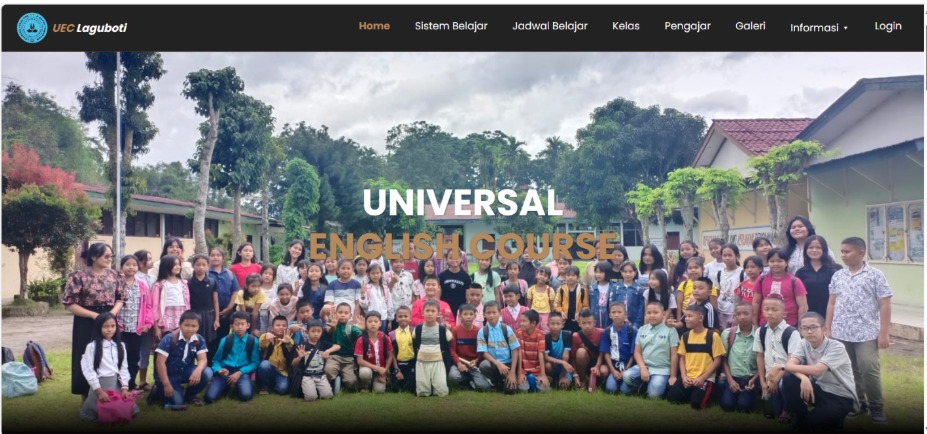 UEC Laguboti
Home Sistem Belajar Jadwal Belajar Kelas Pengajar Galeri Informasi Login
UNIVERSAL
ENGLISH COURSE